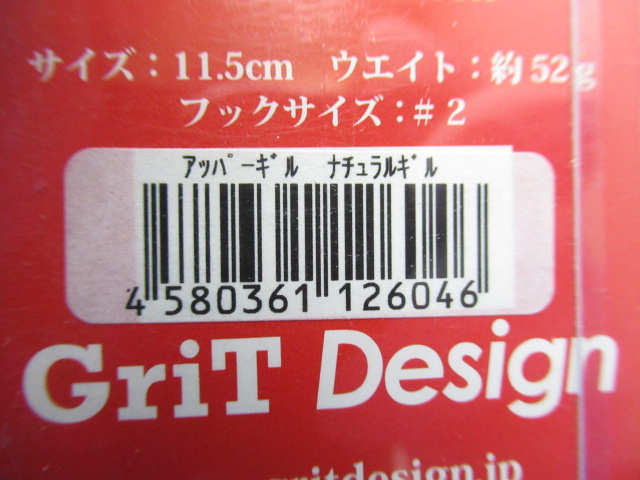 サイズ：11.5cm　ウエイト：約52g
フックサイズ：#2
ｱｯﾊﾟｰｷﾞﾙ　ﾅﾁｭﾗﾙｷﾞﾙ
4 580361 126046
GriT Design
gritdesign.jp